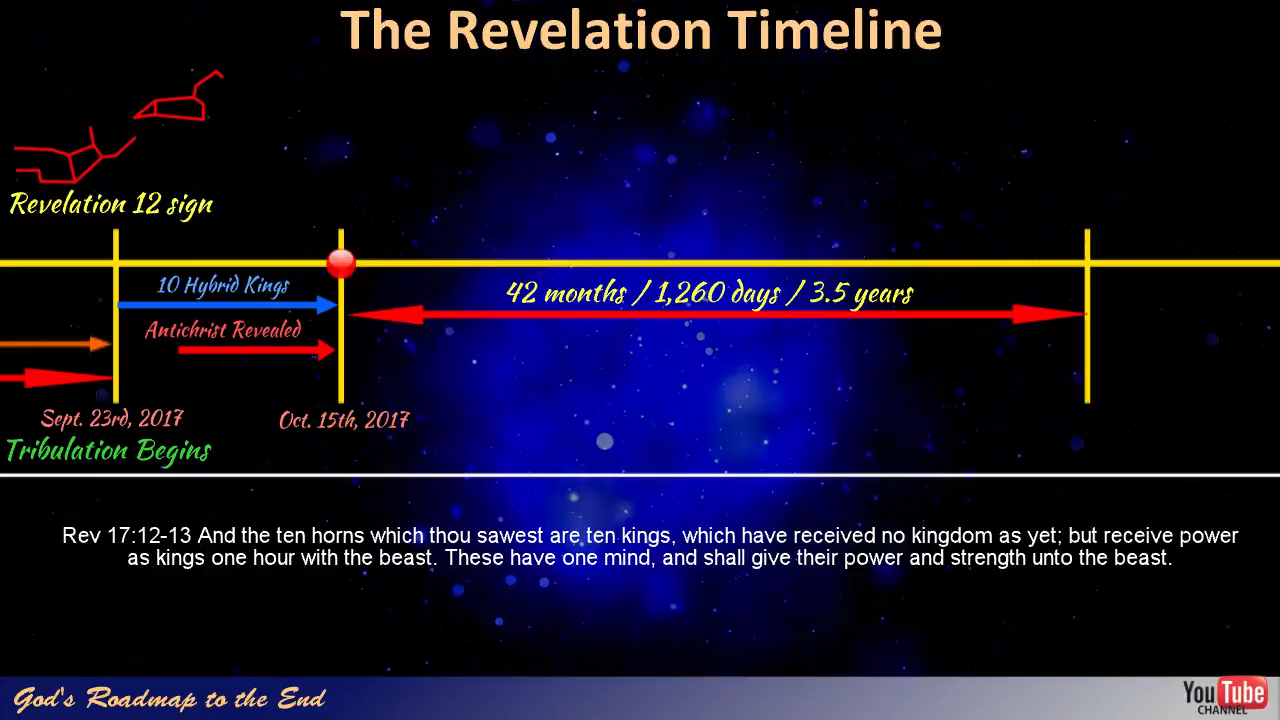 The Revelation Timeline
Revelation 12 sign
10 Hybrid Kings
42 months / 1,260 days / 3.5 years
Antichrist Revealed
Sept. 23rd, 2017
Oct. 15th, 2017
Tribulation Begins
Rev 17:12-13 And the ten horns which thou sawest are ten kings, which have received no kingdom as yet; but receive power
as kings one hour with the beast. These have one mind, and shall give their power and strength unto the beast.
God's Roadmap to the End
YouTube
CHANNEL